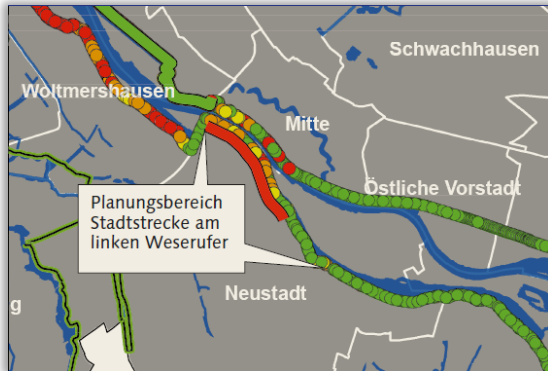 Schwachhausen
Woltmershausen
Mitte
Östliche Vorstadt
Planungsbereich
Stadtstrecke am
linken Weserufer
Neustadt
g